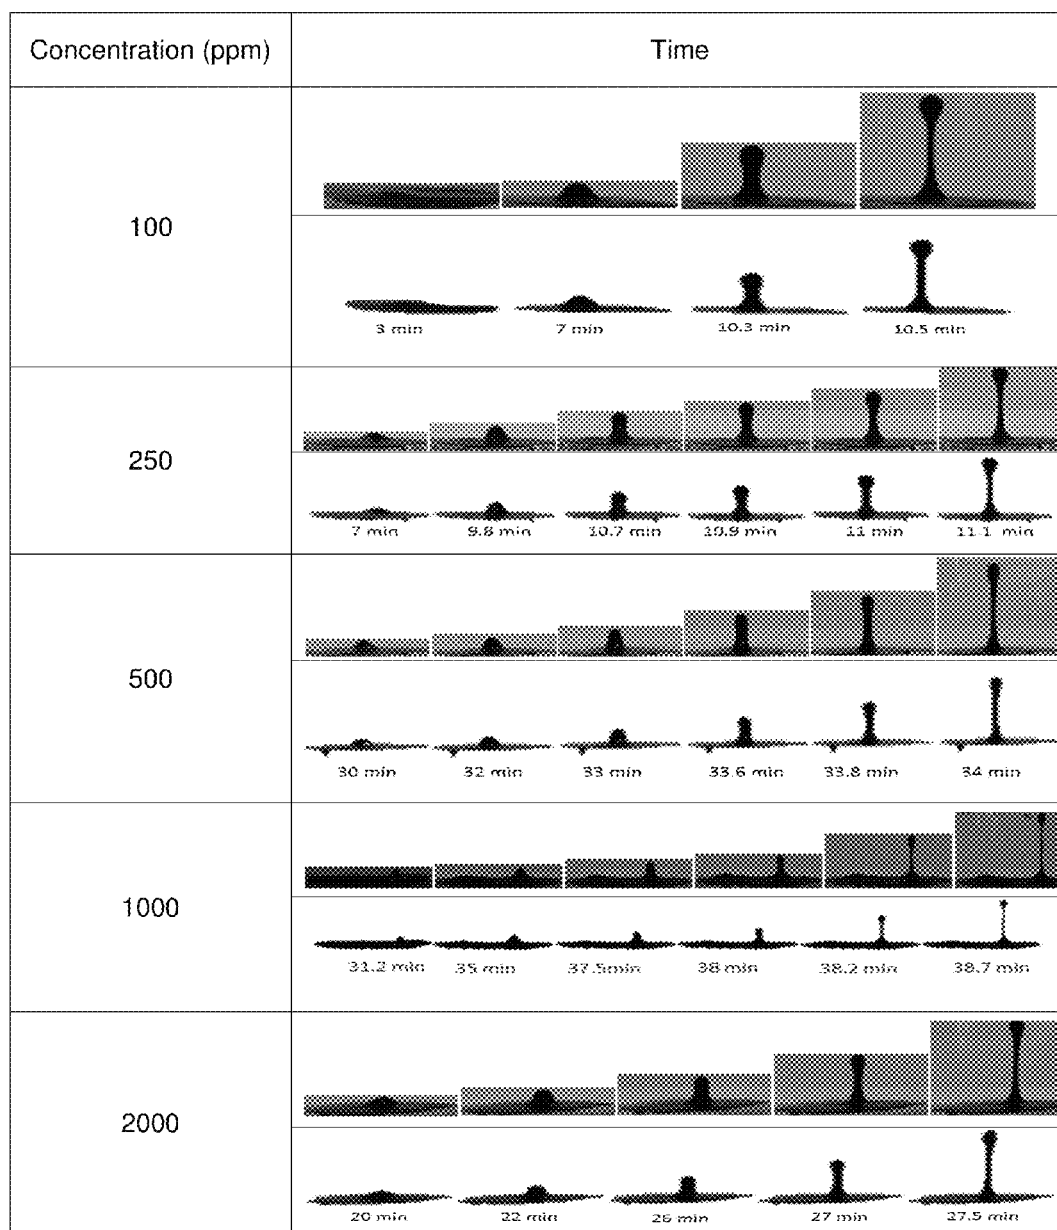 Concentration (ppm) Time
100
3 min 7 min 10.3 min 10.5 min
250
7 min 9.8 min 10.7 min 10.9 min 11 min 11.1 min
500
30 min 32 min 33 min 33.6 min 33.8 min 34 min
1000
31.2 min 35 min 37.5min 38 min 38.2 min 38.7 min
2000
20 min 22 min 26 min 27 min 27.5 min